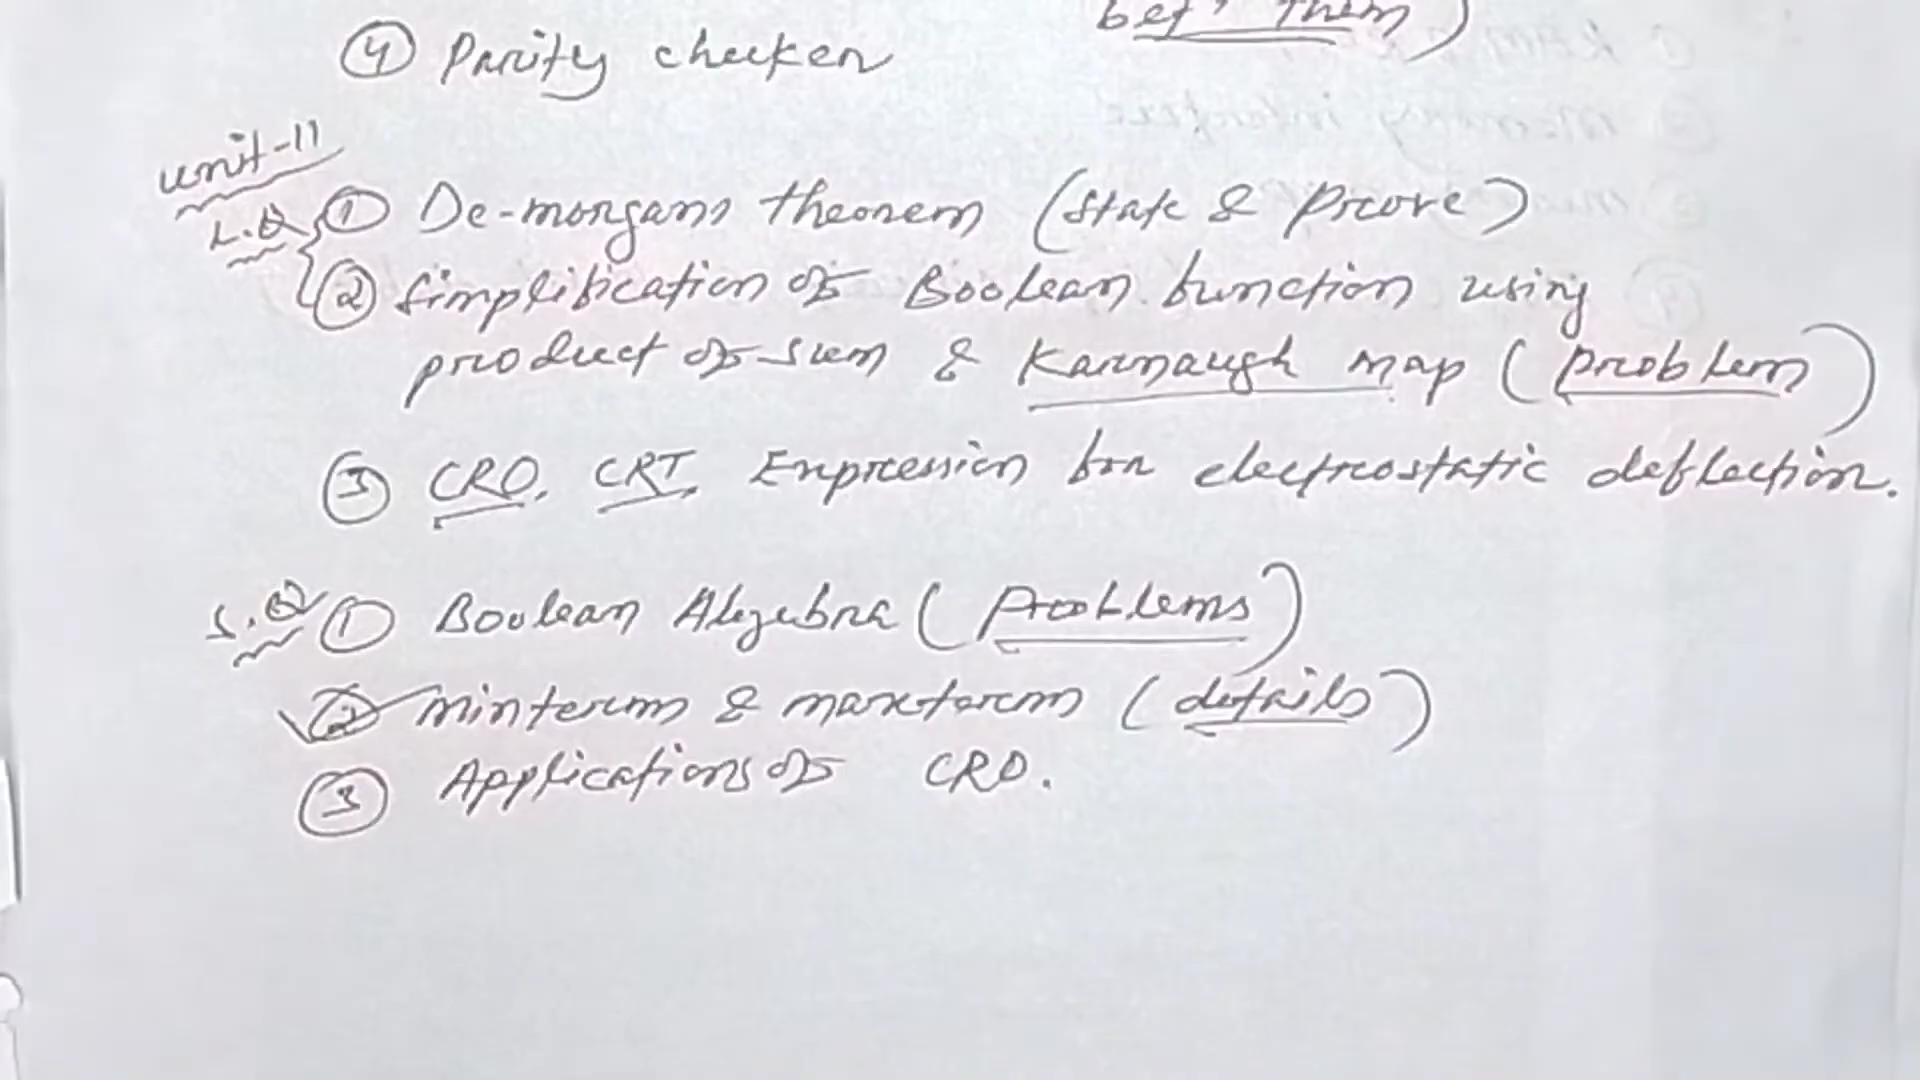 bet, them)
④ Parity checker
Unit-II
L.Q ① De-morgans theorem (State & Prove)
② Simplification of Boolean function using
product of sum & Karnaugh map (problem)
③ CRO, CRT, Expression for electrostatic deflection.
S.Q ① Boolean Algebra (problems)
② minterm & maxterm (details)
③ Applications of CRO.